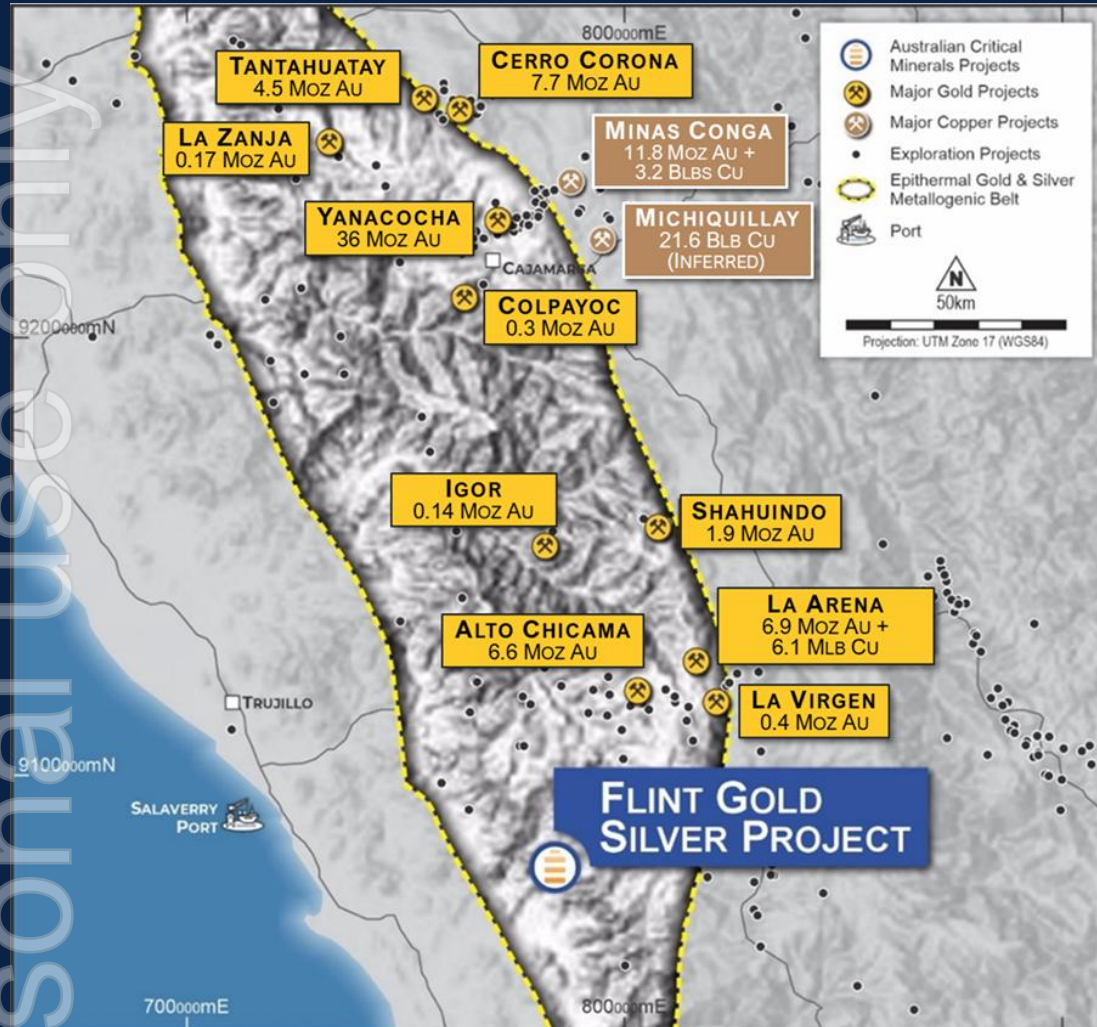 sonal use only
800000mE
TANTAHUATAY
4.5 MOZ AU
CERRO CORONA
7.7 MOZ AU
LA ZANJA
0.17 MOZ AU
MINAS CONGA
11.8 MOZ AU +
3.2 BLBS CU
YANACOCHA
36 MOZ AU
MICHIQUILLAY
21.6 BLB CU
(INFERRED)
CAJAMARCA
COLPAYOC
0.3 MOZ AU
9200000mN
Australian Critical
Minerals Projects
Major Gold Projects
Major Copper Projects
Exploration Projects
Epithermal Gold & Silver
Metallogenic Belt
Port
N
50km
Projection: UTM Zone 17 (WGS84)
IGOR
0.14 MOZ AU
SHAHUINDO
1.9 MOZ AU
LA ARENA
6.9 MOZ AU +
6.1 MLB CU
ALTO CHICAMA
6.6 MOZ AU
LA VIRGEN
0.4 MOZ AU
TRUJILLO
9100000mN
SALAVERRY
PORT
FLINT GOLD
SILVER PROJECT
700000mE
800000mE